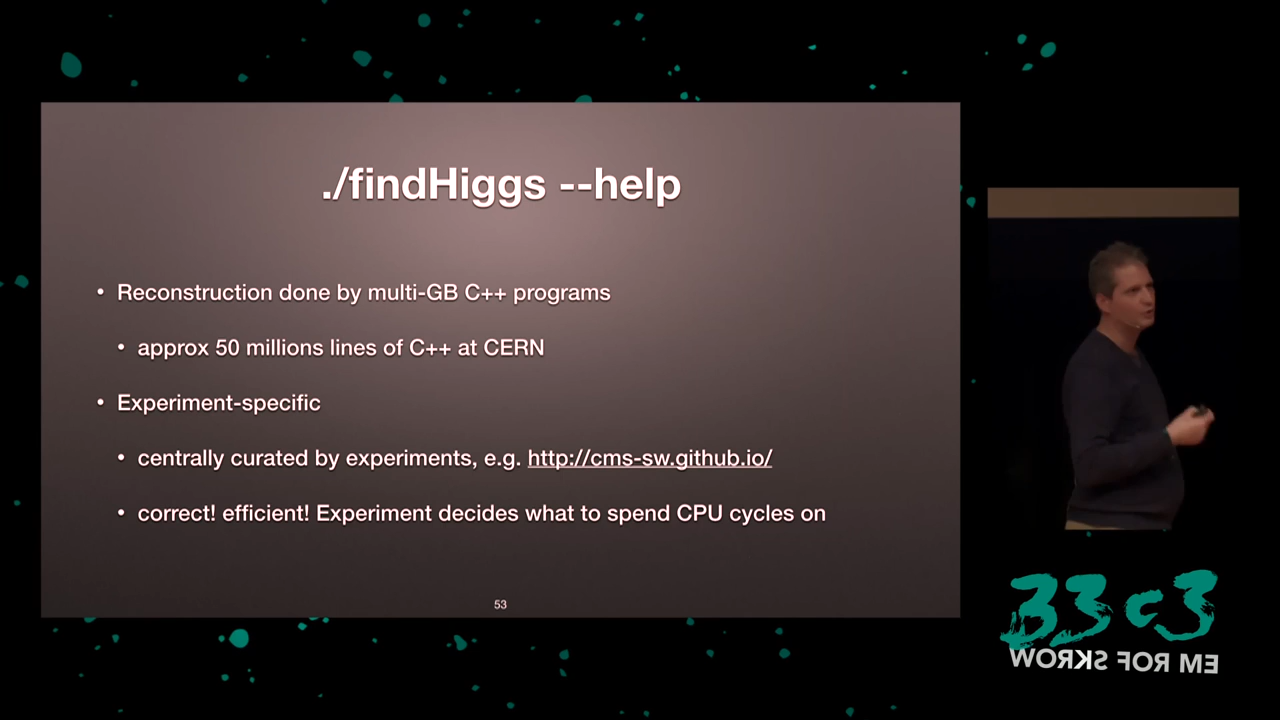 ./findHiggs --help
• Reconstruction done by multi-GB C++ programs
• approx 50 millions lines of C++ at CERN
• Experiment-specific
• centrally curated by experiments, e.g. http://cms-sw.github.io/
• correct! efficient! Experiment decides what to spend CPU cycles on
53
33c3
WORKS FOR ME